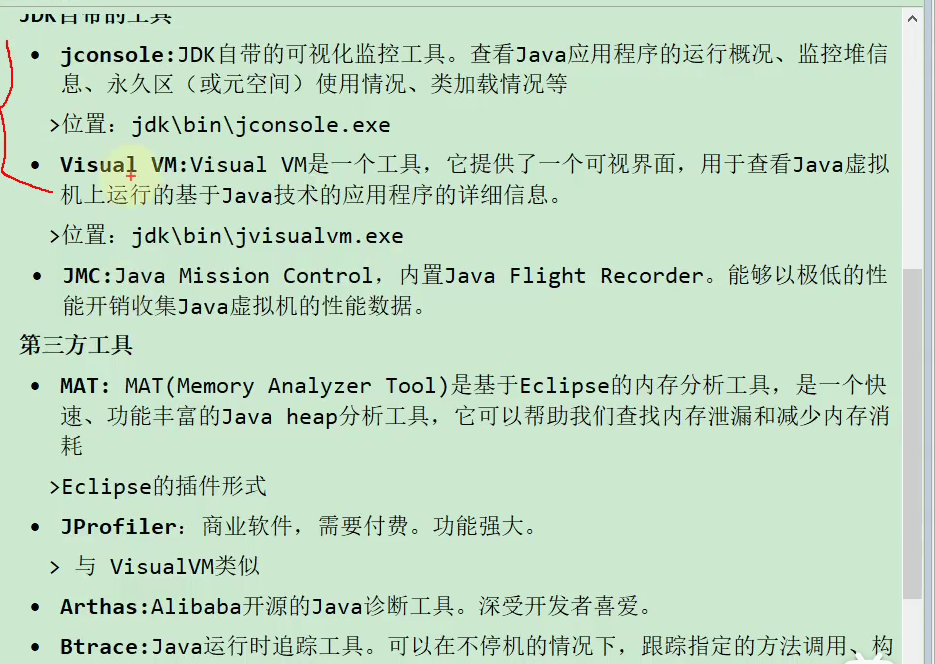 JDK自带的工具
• jconsole:JDK自带的可视化监控工具。查看Java应用程序的运行概况、监控堆信
息、永久区（或元空间）使用情况、类加载情况等
>位置：jdk\bin\jconsole.exe
• Visual VM:Visual VM是一个工具，它提供了一个可视界面，用于查看Java虚拟
机上运行的基于Java技术的应用程序的详细信息。
>位置：jdk\bin\jvisualvm.exe
• JMC:Java Mission Control，内置Java Flight Recorder。能够以极低的性
能开销收集Java虚拟机的性能数据。
第三方工具
• MAT: MAT(Memory Analyzer Tool)是基于Eclipse的内存分析工具，是一个快
速、功能丰富的Java heap分析工具，它可以帮助我们查找内存泄漏和减少内存消
耗
>Eclipse的插件形式
• JProfiler：商业软件，需要付费。功能强大。
> 与 VisualVM类似
• Arthas:Alibaba开源的Java诊断工具。深受开发者喜爱。
• Btrace:Java运行时追踪工具。可以在不停机的情况下，跟踪指定的方法调用、构